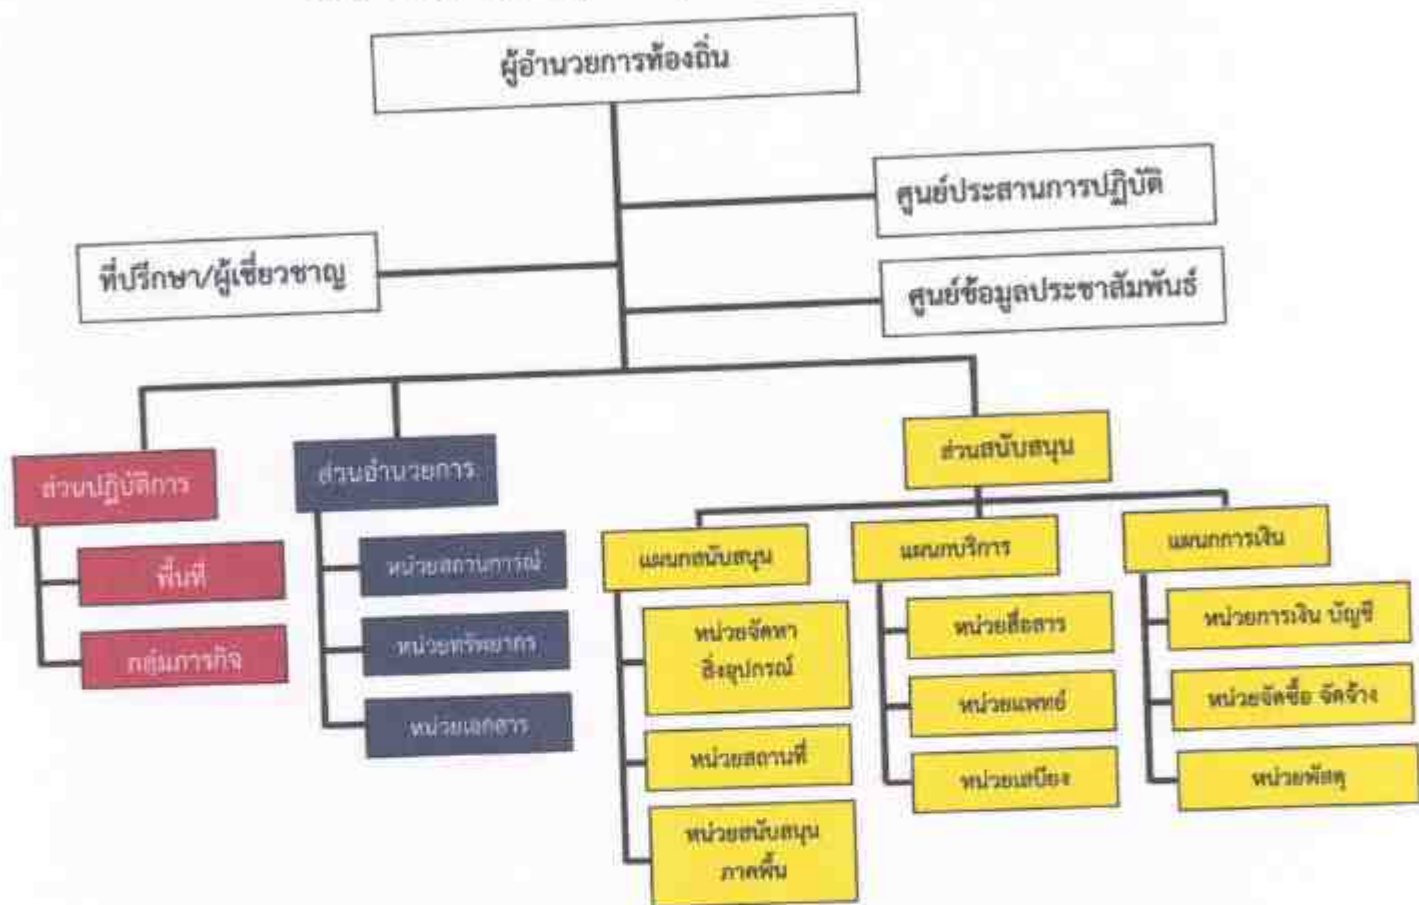 ผู้อำนวยการท้องถิ่น
ศูนย์ประสานการปฏิบัติ
ที่ปรึกษา/ผู้เชี่ยวชาญ
ศูนย์ข้อมูลประชาสัมพันธ์
ส่วนปฏิบัติการ
พื้นที่
กลุ่มภารกิจ
ส่วนอำนวยการ
หน่วยสถานการณ์
หน่วยทรัพยากร
หน่วยเอกสาร
ส่วนสนับสนุน
แผนกสนับสนุน
หน่วยจัดหา
สิ่งอุปกรณ์
หน่วยสถานที่
หน่วยสนับสนุน
ภาคพื้น
แผนกบริการ
หน่วยสื่อสาร
หน่วยแพทย์
หน่วยเสบียง
แผนกการเงิน
หน่วยการเงิน บัญชี
หน่วยจัดซื้อ จัดจ้าง
หน่วยพัสดุ